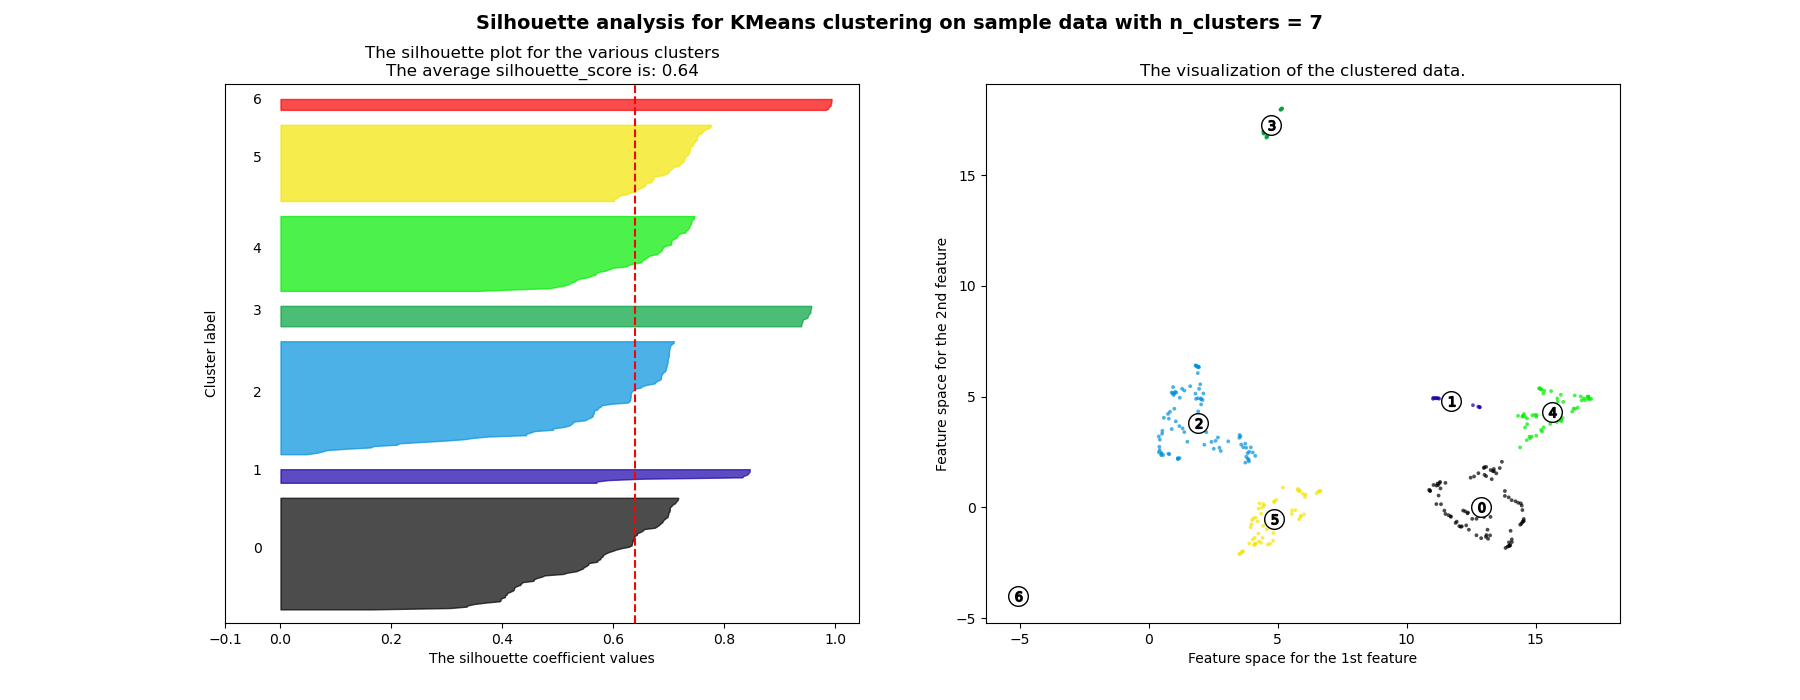 Silhouette analysis for KMeans clustering on sample data with n_clusters = 7
The silhouette plot for the various clusters
The average silhouette_score is: 0.64
Cluster label
6
5
4
3
2
1
0
−0.1 0.0 0.2 0.4 0.6 0.8 1.0
The silhouette coefficient values
The visualization of the clustered data.
Feature space for the 2nd feature
15
10
5
0
−5
3
1
4
2
0
5
6
−5 0 5 10 15
Feature space for the 1st feature